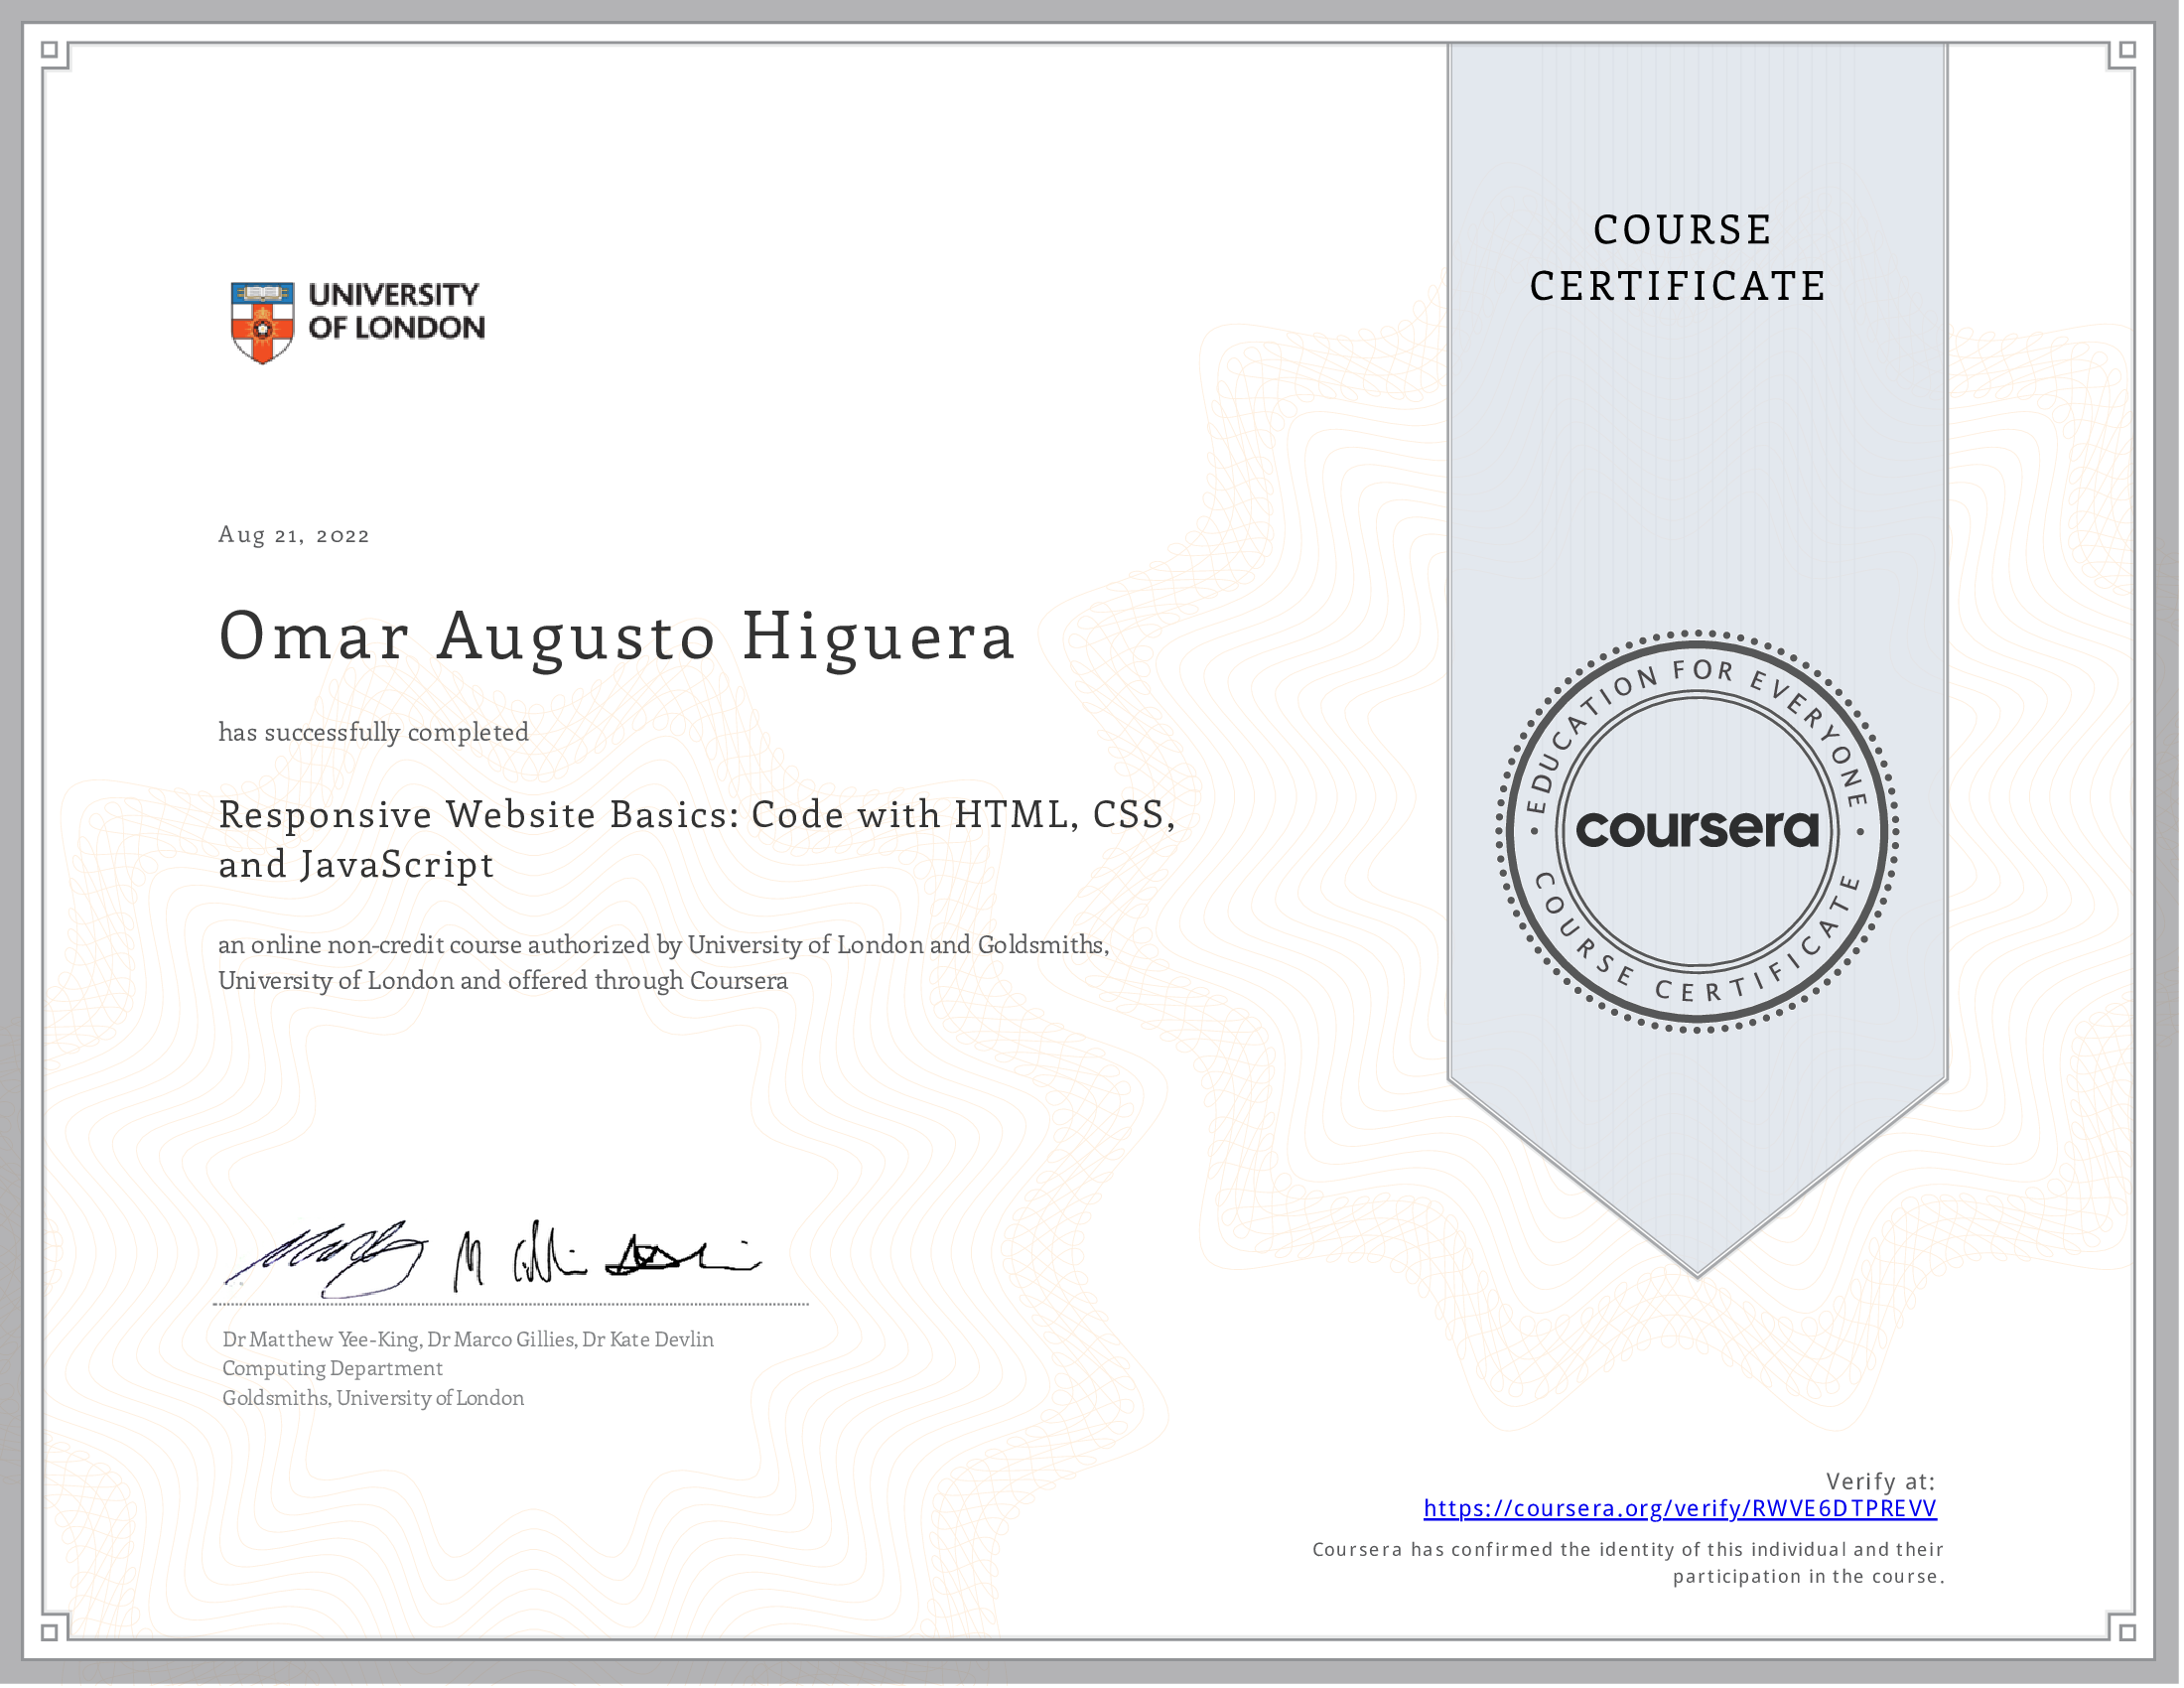 UNIVERSITY
OF LONDON
COURSE
CERTIFICATE
Aug 21, 2022
Omar Augusto Higuera
has successfully completed
Responsive Website Basics: Code with HTML, CSS,
and JavaScript
an online non-credit course authorized by University of London and Goldsmiths,
University of London and offered through Coursera
EDUCATION FOR EVERYONE
coursera
COURSE CERTIFICATE
Dr Matthew Yee-King, Dr Marco Gillies, Dr Kate Devlin
Computing Department
Goldsmiths, University of London
Verify at:
https://coursera.org/verify/RWVE6DTPREVV
Coursera has confirmed the identity of this individual and their
participation in the course.